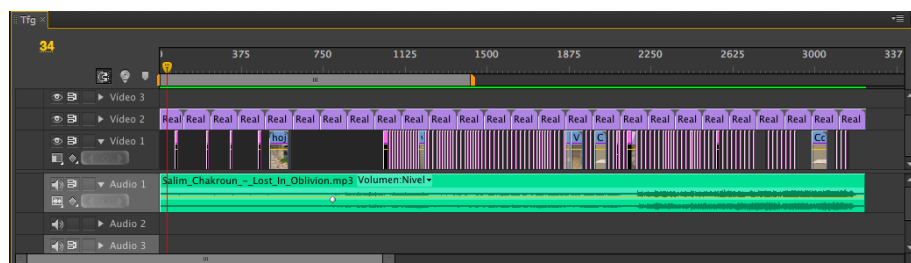 Tfg
34
375 750 1125 1500 1875 2250 2625 3000 337
Video 3
Video 2 Real Real Real Real Real Real Real Real Real Real Real Real Real Real Real Real Real Real Real Real Real Real Real Real Real Real Real
Video 1 hoj V C Cc
Audio 1 Salim_Chakroun_-_Lost_In_Oblivion.mp3 Volumen:Nivel
Audio 2
Audio 3